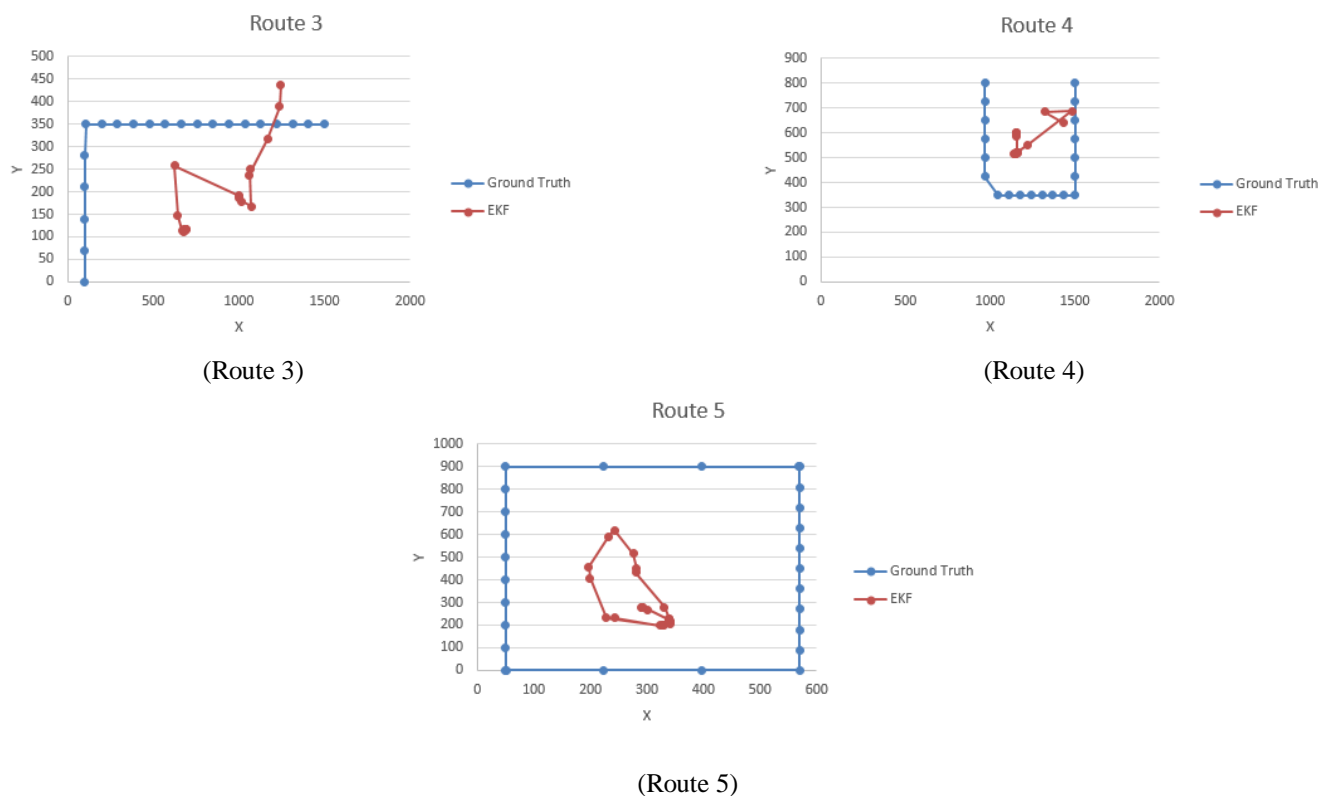 Route 3
500
450
400
350
300
250
200
150
100
50
0
Y
0 500 1000 1500 2000
X
Ground Truth
EKF
(Route 3)
Route 4
900
800
700
600
500
400
300
200
100
0
Y
0 500 1000 1500 2000
X
Ground Truth
EKF
(Route 4)
Route 5
1000
900
800
700
600
500
400
300
200
100
0
Y
0 100 200 300 400 500 600
X
Ground Truth
EKF
(Route 5)